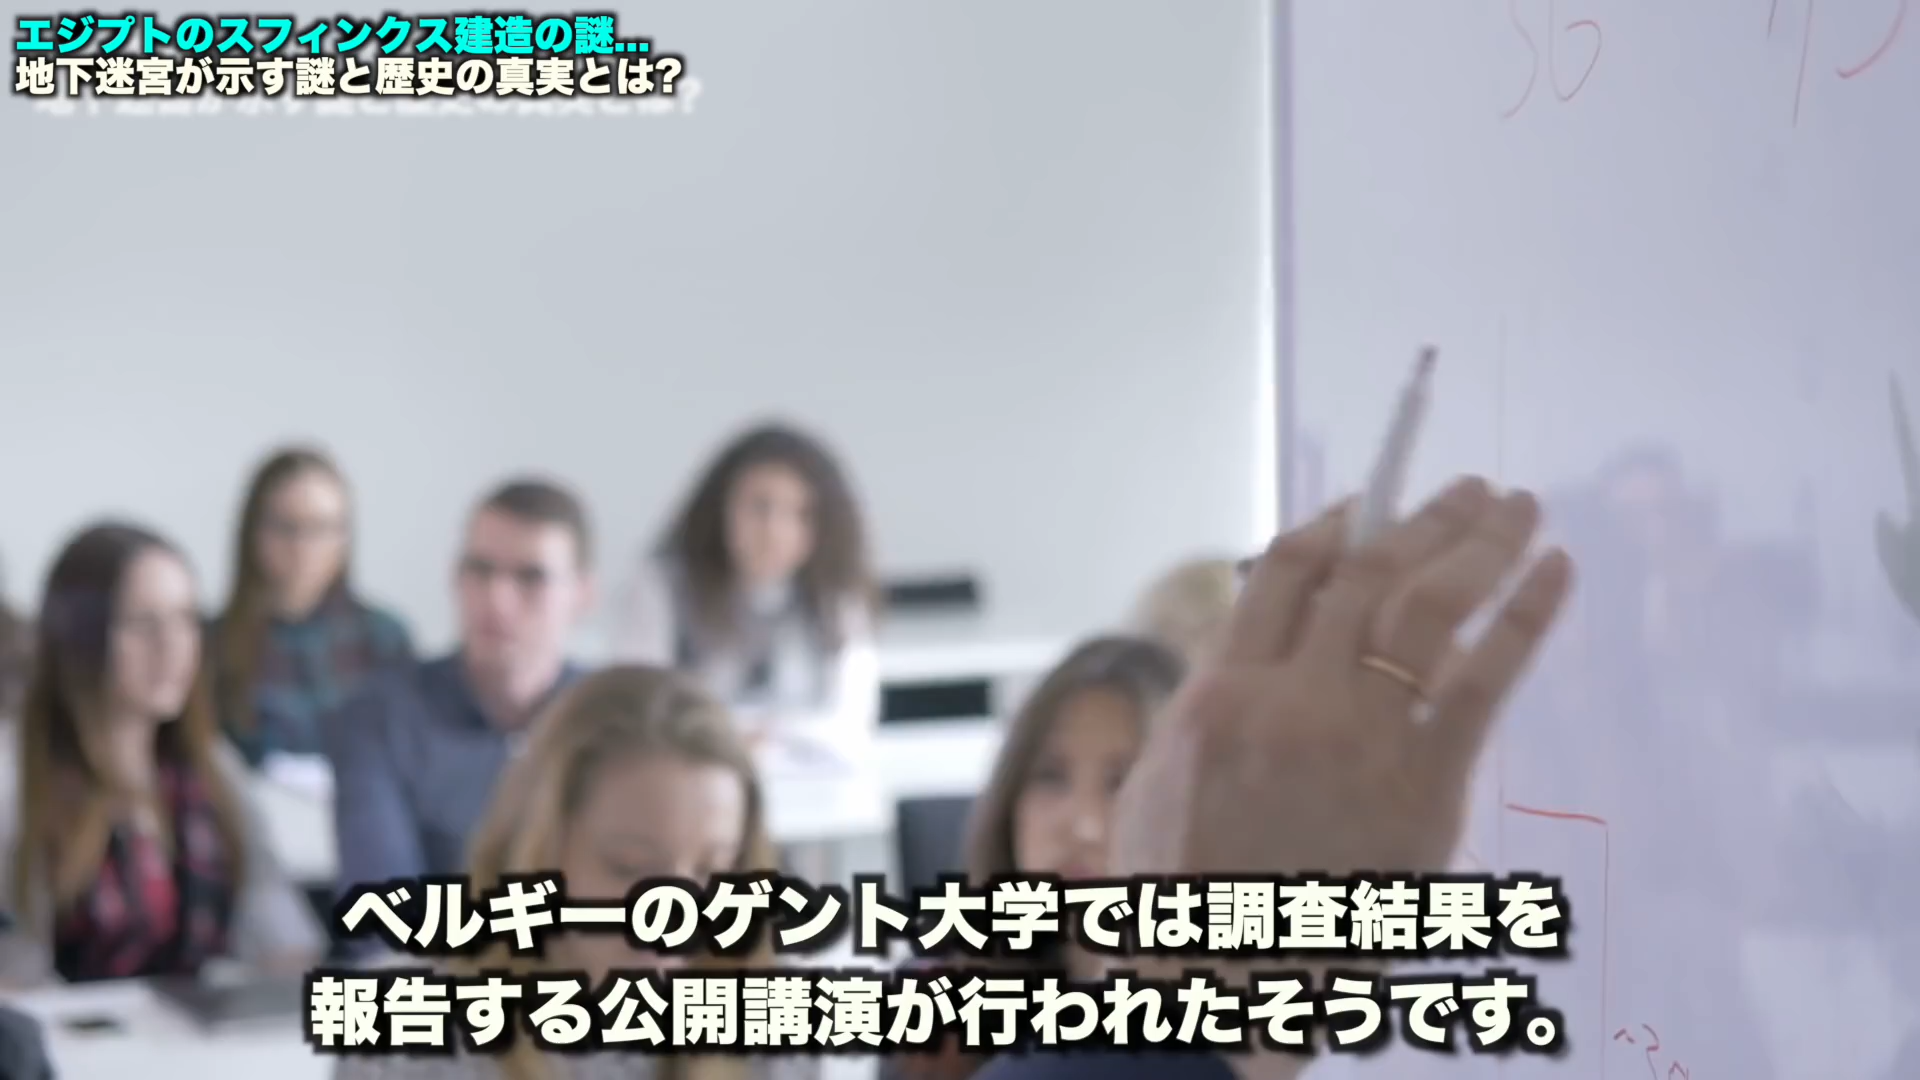 エジプトのスフィンクス建造の謎...
地下迷宮が示す謎と歴史の真実とは?
ベルギーのゲント大学では調査結果を
報告する公開講演が行われたそうです。